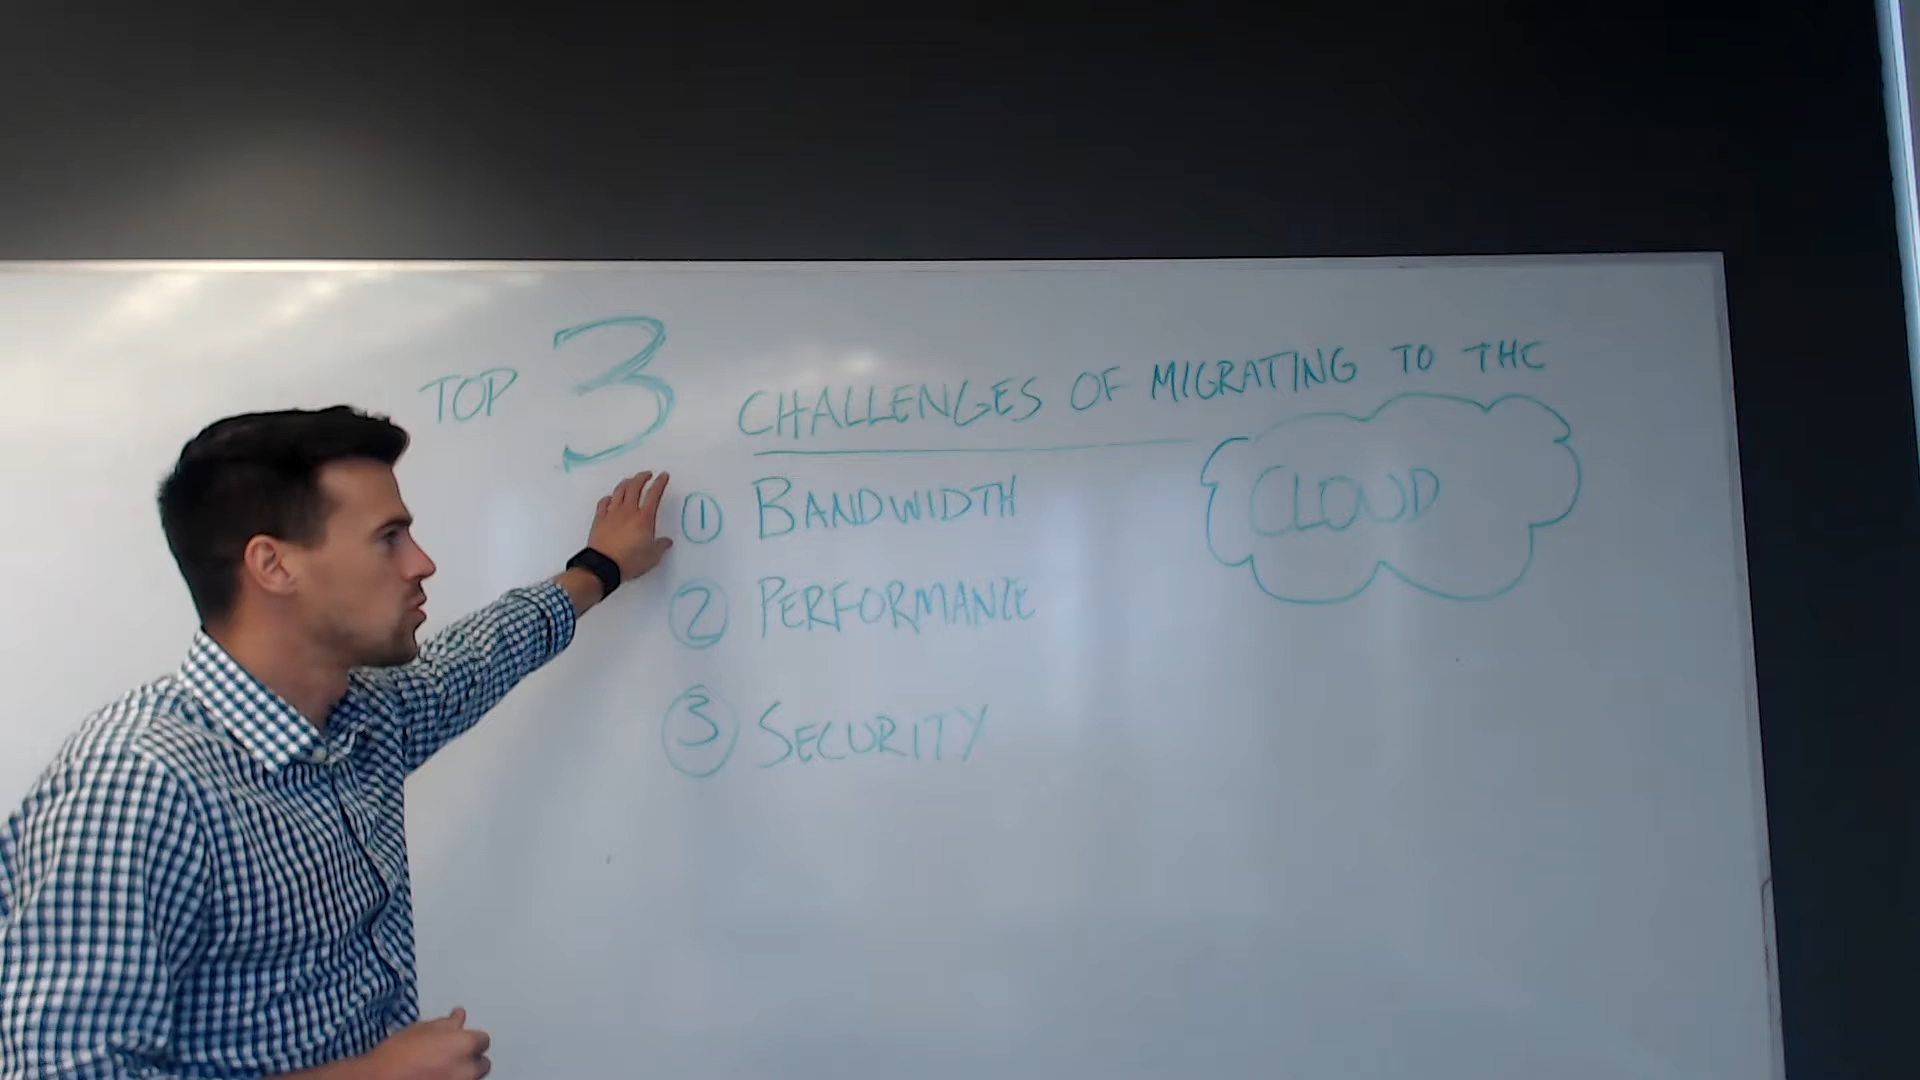 TOP 3 CHALLENGES OF MIGRATING TO THE
CLOUD
① BANDWIDTH
② PERFORMANCE
③ SECURITY